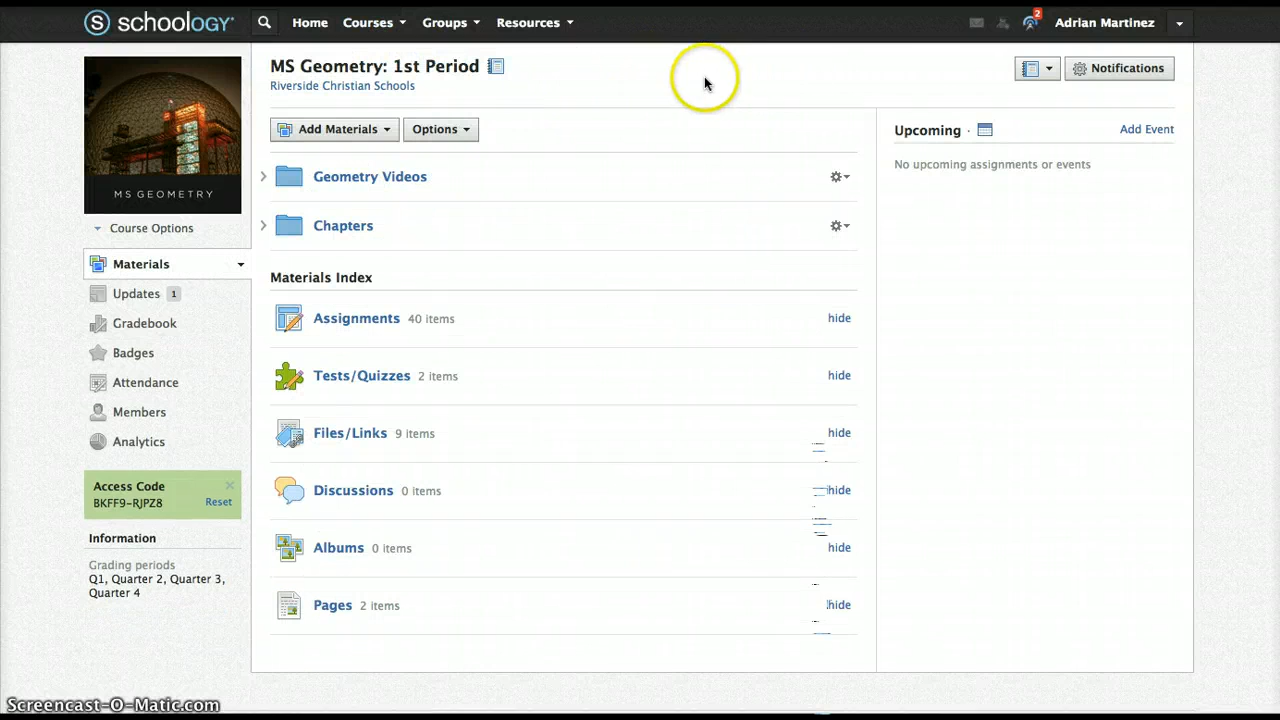 schoology
Home
Courses
Groups
Resources
2
Adrian Martinez
MS GEOMETRY
Course Options
Materials
Updates 1
Gradebook
Badges
Attendance
Members
Analytics
Access Code
BKFF9-RJPZ8 Reset
Information
Grading periods
Q1, Quarter 2, Quarter 3,
Quarter 4
MS Geometry: 1st Period
Riverside Christian Schools
Notifications
Add Materials
Options
Geometry Videos
Chapters
Materials Index
Assignments 40 items hide
Tests/Quizzes 2 items hide
Files/Links 9 items hide
Discussions 0 items hide
Albums 0 items hide
Pages 2 items hide
Upcoming · Add Event
No upcoming assignments or events
Screencast-O-Matic.com